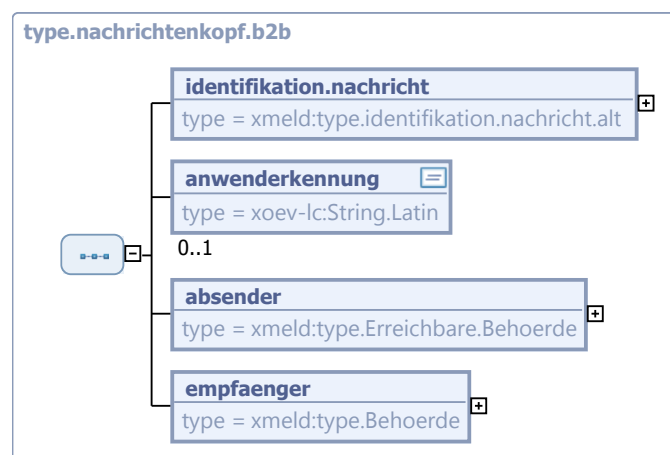 type.nachrichtenkopf.b2b
identifikation.nachricht
type = xmeld:type.identifikation.nachricht.alt
anwenderkennung
type = xoev-lc:String.Latin
0..1
absender
type = xmeld:type.Erreichbare.Behoerde
empfaenger
type = xmeld:type.Behoerde